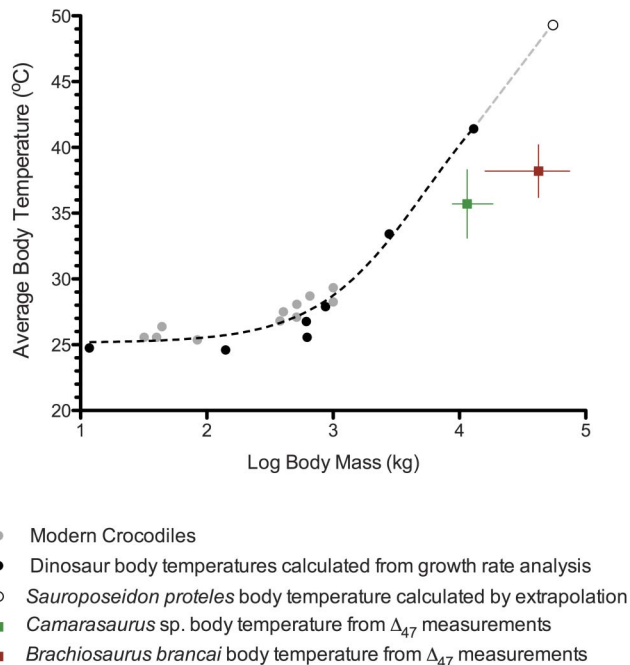 50
45
40
35
30
25
20
Average Body Temperature (ºC)
1 2 3 4 5
Log Body Mass (kg)
Modern Crocodiles
Dinosaur body temperatures calculated from growth rate analysis
Sauroposeidon proteles body temperature calculated by extrapolation
Camarasaurus sp. body temperature from Δ47 measurements
Brachiosaurus brancai body temperature from Δ47 measurements